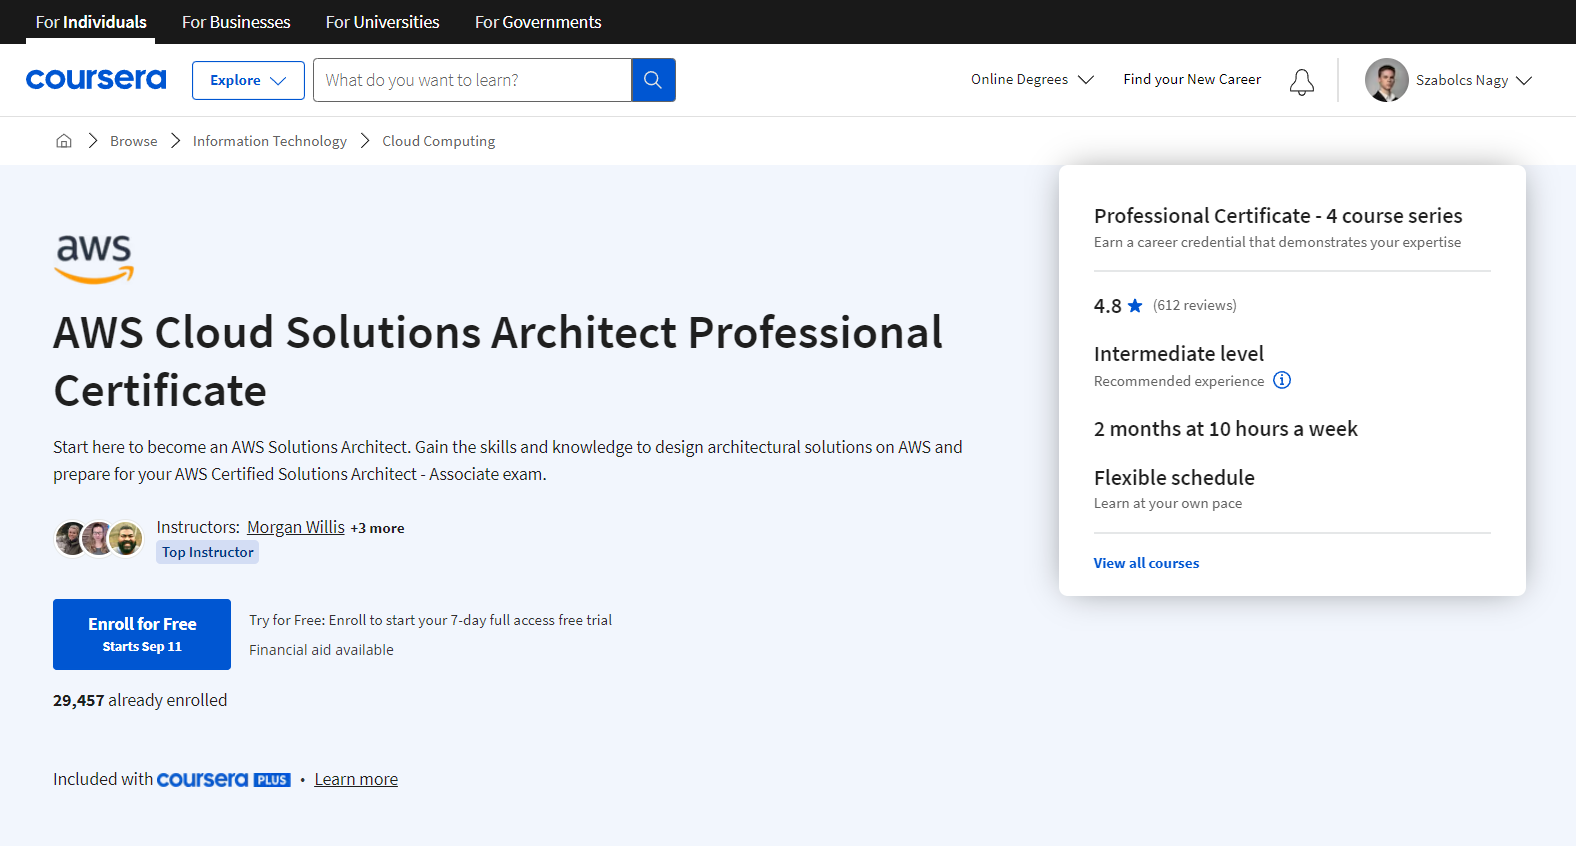 For Individuals
For Businesses
For Universities
For Governments
coursera
Explore
What do you want to learn?
Online Degrees
Find your New Career
Szabolcs Nagy
Browse
Information Technology
Cloud Computing
aws
AWS Cloud Solutions Architect Professional
Certificate
Start here to become an AWS Solutions Architect. Gain the skills and knowledge to design architectural solutions on AWS and
prepare for your AWS Certified Solutions Architect - Associate exam.
Instructors: Morgan Willis +3 more
Top Instructor
Enroll for Free
Starts Sep 11
Try for Free: Enroll to start your 7-day full access free trial
Financial aid available
29,457 already enrolled
Included with coursera PLUS • Learn more
Professional Certificate - 4 course series
Earn a career credential that demonstrates your expertise
4.8 ★ (612 reviews)
Intermediate level
Recommended experience
2 months at 10 hours a week
Flexible schedule
Learn at your own pace
View all courses